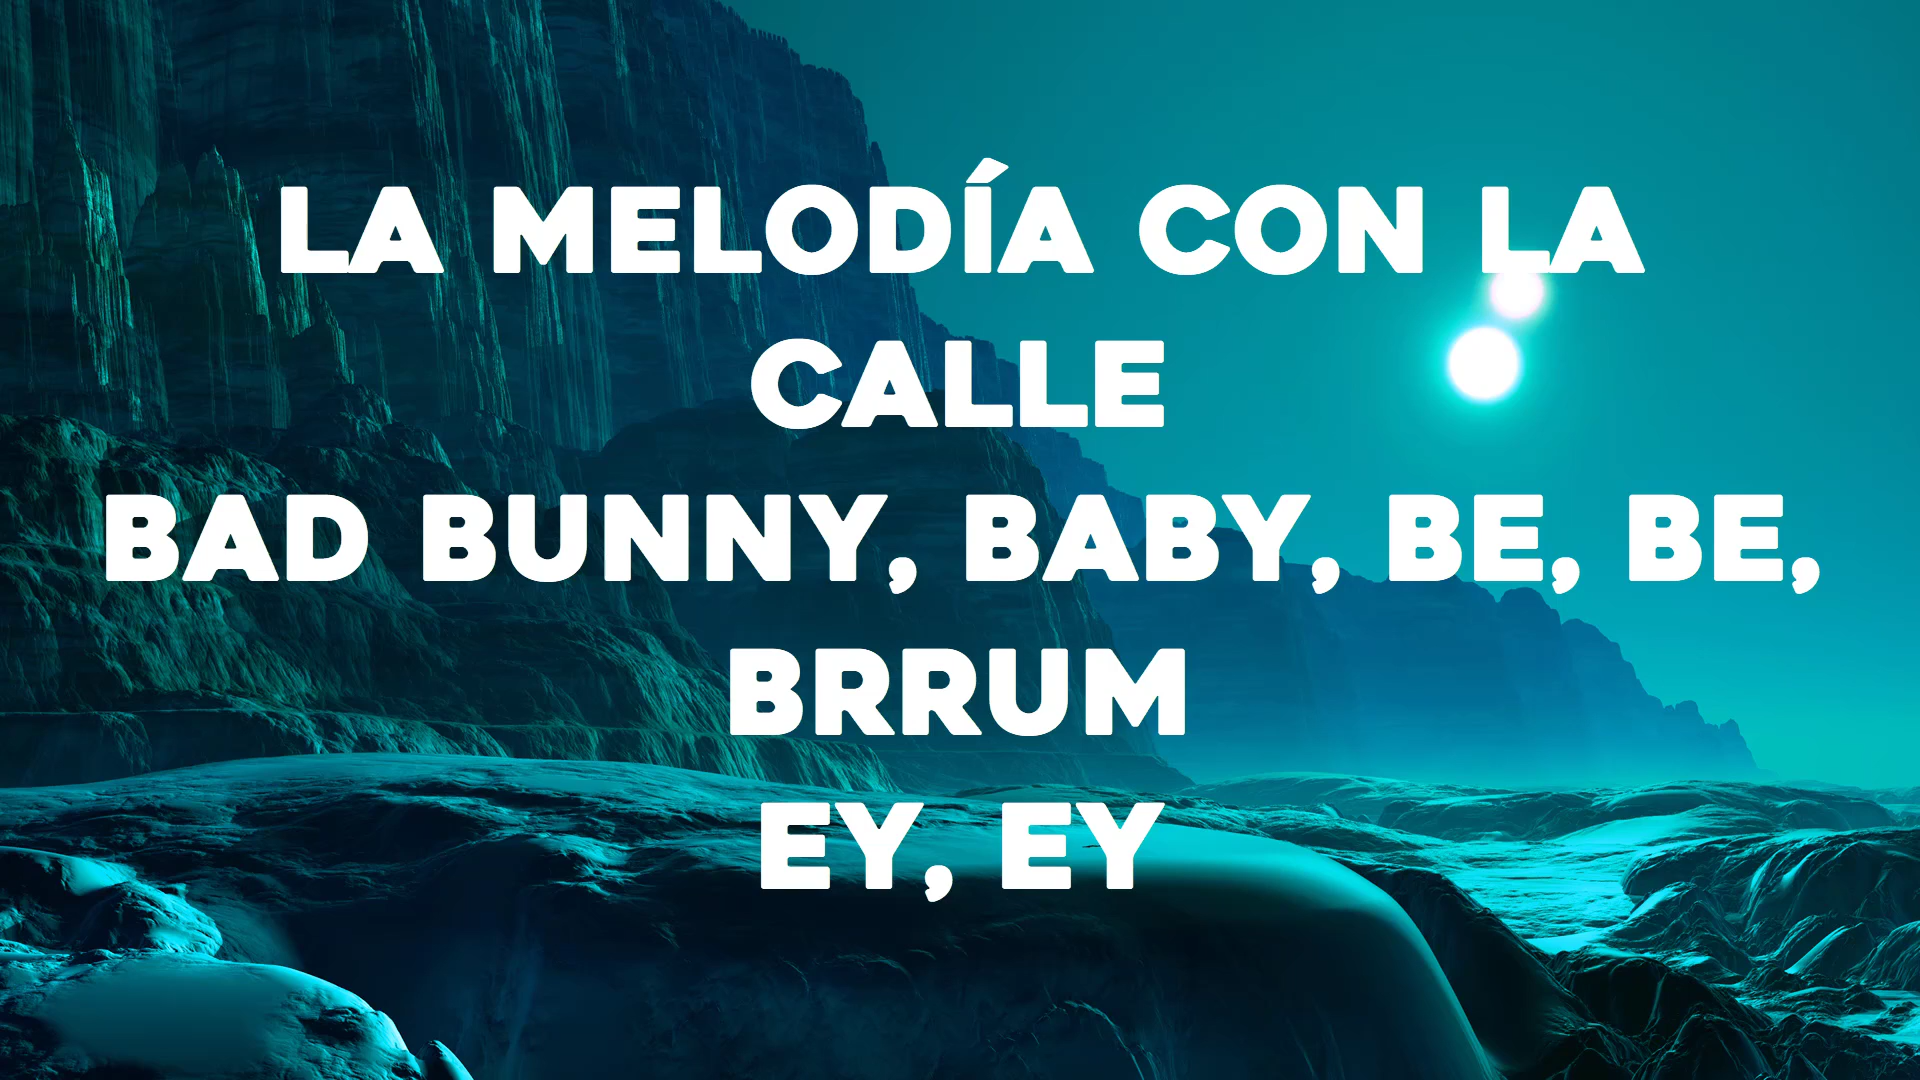 LA MELODÍA CON LA
CALLE
BAD BUNNY, BABY, BE, BE,
BRRUM
EY, EY